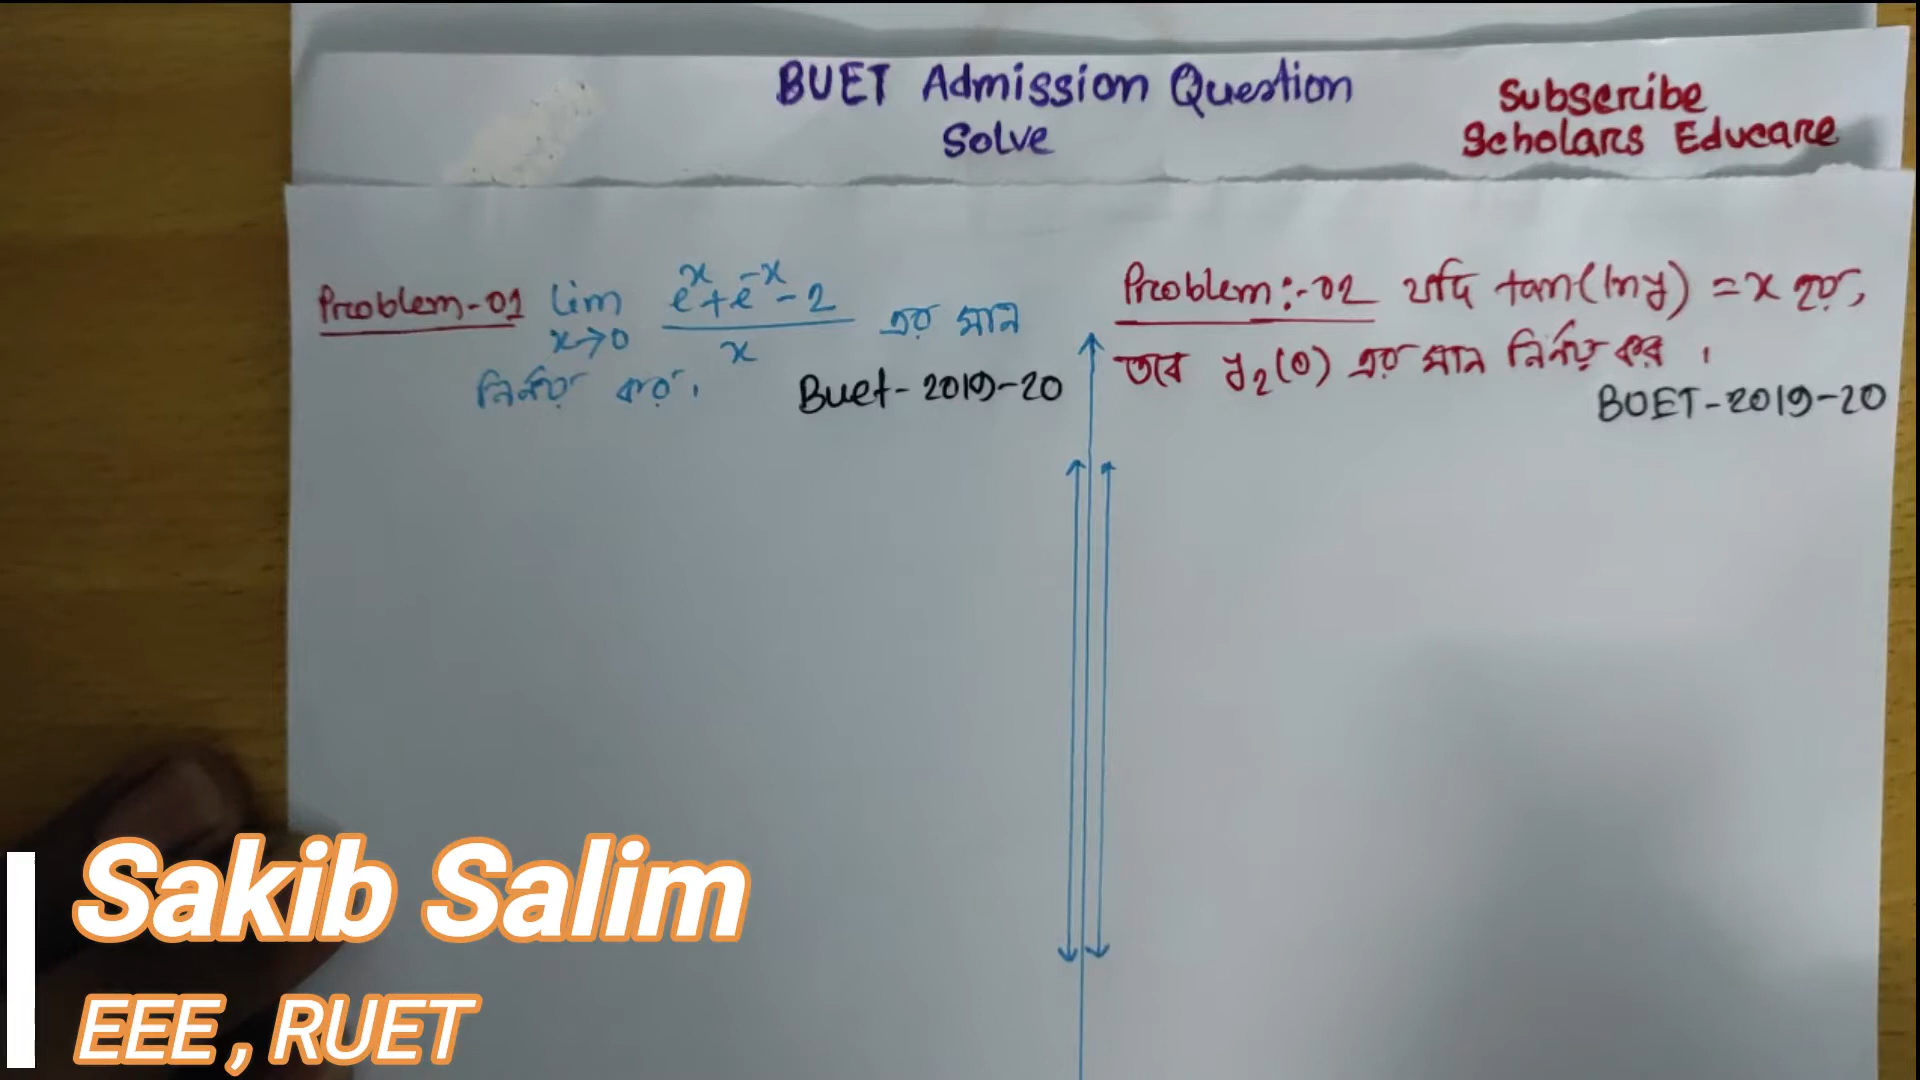 BUET Admission Question
Solve
Subscribe
Scholars Educare
Problem-01 lim x→0 (e^x + e^-x - 2)/x এর মান
নির্ণয় কর।
Buet-2019-20
Problem:-02 যদি tan(lny) = x হয়,
তবে y₂(0) এর মান নির্ণয় কর।
BUET-2019-20
Sakib Salim
EEE, RUET